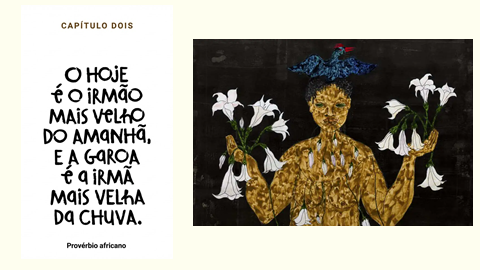 CAPÍTULO DOIS
O HOJE
É O IRMÃO
MAIS VELHO
DO AMANHÃ,
E A GAROA
É A IRMÃ
MAIS VELHA
DA CHUVA.
Provérbio africano